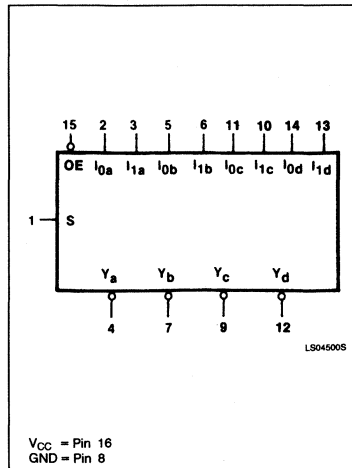 15 2 3 5 6 11 10 14 13
OE I0a I1a I0b I1b I0c I1c I0d I1d
1 S
Ya Yb Yc Yd
4 7 9 12
LS04500S
VCC = Pin 16
GND = Pin 8